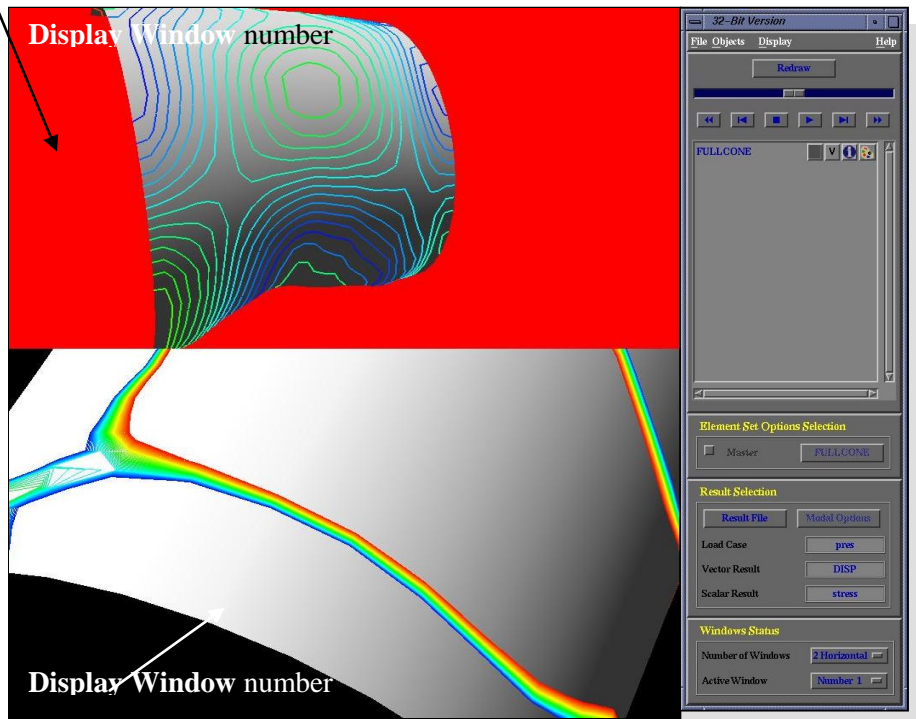 Display Window number
Display Window number
32-Bit Version
File Objects Display Help
Redraw
FULLCONE V
Element Set Options Selection
Master FULLCONE
Result Selection
Result File Modal Options
Load Case pres
Vector Result DISP
Scalar Result stress
Windows Status
Number of Windows 2 Horizontal
Active Window Number 1